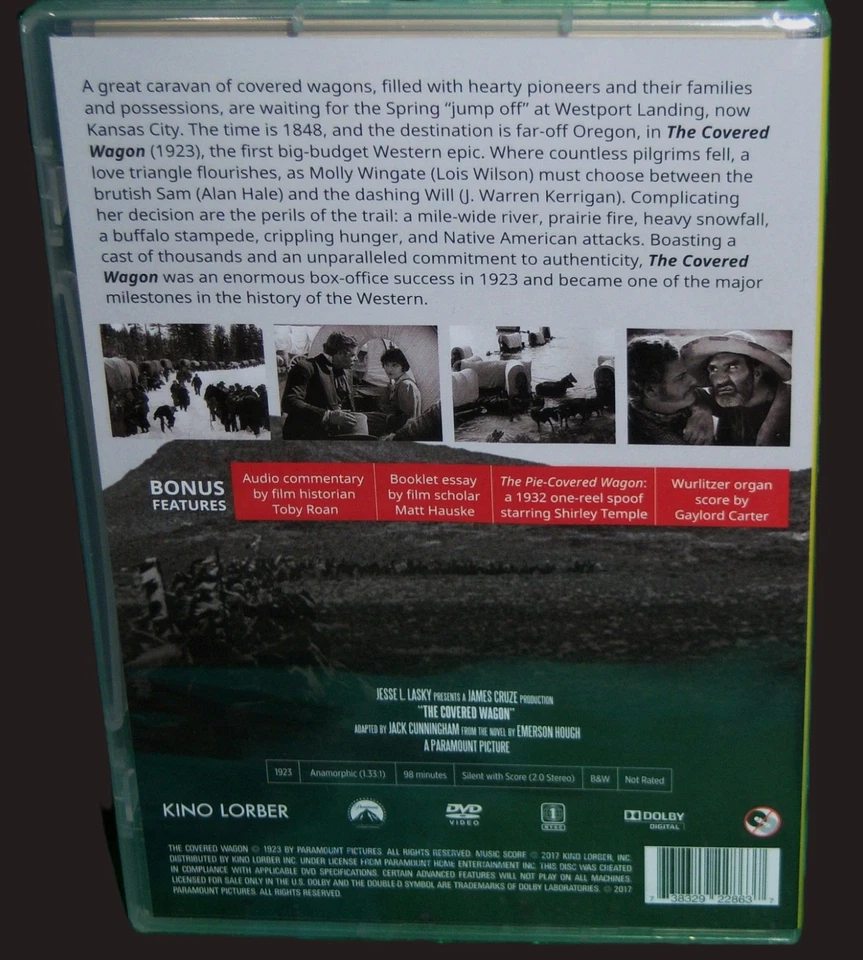 A great caravan of covered wagons, filled with hearty pioneers and their families
and possessions, are waiting for the Spring “jump off” at Westport Landing, now
Kansas City. The time is 1848, and the destination is far-off Oregon, in The Covered
Wagon (1923), the first big-budget Western epic. Where countless pilgrims fell, a
love triangle flourishes, as Molly Wingate (Lois Wilson) must choose between the
brutish Sam (Alan Hale) and the dashing Will (J. Warren Kerrigan). Complicating
her decision are the perils of the trail: a mile-wide river, prairie fire, heavy snowfall,
a buffalo stampede, crippling hunger, and Native American attacks. Boasting a
cast of thousands and an unparalleled commitment to authenticity, The Covered
Wagon was an enormous box-office success in 1923 and became one of the major
milestones in the history of the Western.
BONUS
FEATURES
Audio commentary
by film historian
Toby Roan
Booklet essay
by film scholar
Matt Hauske
The Pie-Covered Wagon:
a 1932 one-reel spoof
starring Shirley Temple
Wurlitzer organ
score by
Gaylord Carter
JESSE L. LASKY PRESENTS A JAMES CRUZE PRODUCTION
"THE COVERED WAGON"
ADAPTED BY JACK CUNNINGHAM FROM THE NOVEL BY EMERSON HOUGH
A PARAMOUNT PICTURE
1923 Anamorphic (1.33:1) 98 minutes Silent with Score (2.0 Stereo) B&W Not Rated
KINO LORBER
DVD
VIDEO
1
NTSC
DOLBY
DIGITAL
THE COVERED WAGON © 1923 BY PARAMOUNT PICTURES. ALL RIGHTS RESERVED. MUSIC SCORE © 2017 KINO LORBER, INC.
DISTRIBUTED BY KINO LORBER INC. UNDER LICENSE FROM PARAMOUNT HOME ENTERTAINMENT INC. THIS DISC WAS CREATED
IN COMPLIANCE WITH APPLICABLE DVD SPECIFICATIONS. CERTAIN ADVANCED FEATURES WILL NOT PLAY ON ALL MACHINES.
LICENSED FOR SALE ONLY IN THE U.S. DOLBY AND THE DOUBLE-D SYMBOL ARE TRADEMARKS OF DOLBY LABORATORIES. © 2017
PARAMOUNT PICTURES. ALL RIGHTS RESERVED.
7 38329 22863 7